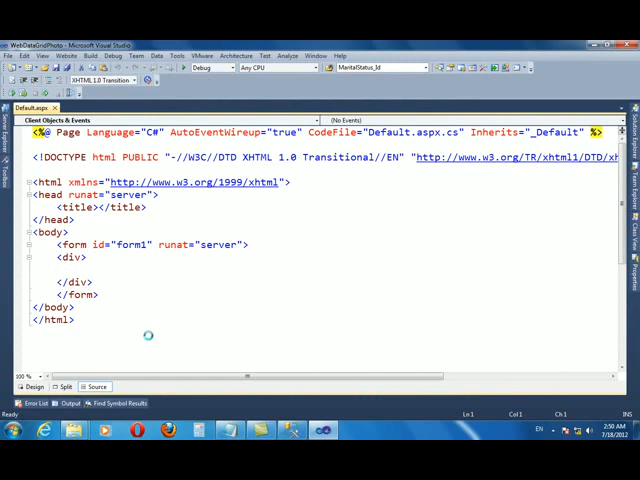 WebDataGridPhoto - Microsoft Visual Studio
File Edit View Website Build Debug Team Data Tools VMware Architecture Test Analyze Window Help
Debug Any CPU MaritalStatus_Id
XHTML 1.0 Transition
Default.aspx
Client Objects & Events (No Events)
<%@ Page Language="C#" AutoEventWireup="true" CodeFile="Default.aspx.cs" Inherits="_Default" %>
<!DOCTYPE html PUBLIC "-//W3C//DTD XHTML 1.0 Transitional//EN" "http://www.w3.org/TR/xhtml1/DTD/xh
<html xmlns="http://www.w3.org/1999/xhtml">
<head runat="server">
<title></title>
</head>
<body>
<form id="form1" runat="server">
<div>
</div>
</form>
</body>
</html>
Server Explorer
Toolbox
Solution Explorer
Team Explorer
Class View
Properties
100 %
Design Split Source
Error List Output Find Symbol Results
Ready Ln 1 Col 1 Ch 1 INS
EN 2:50 AM
7/18/2012